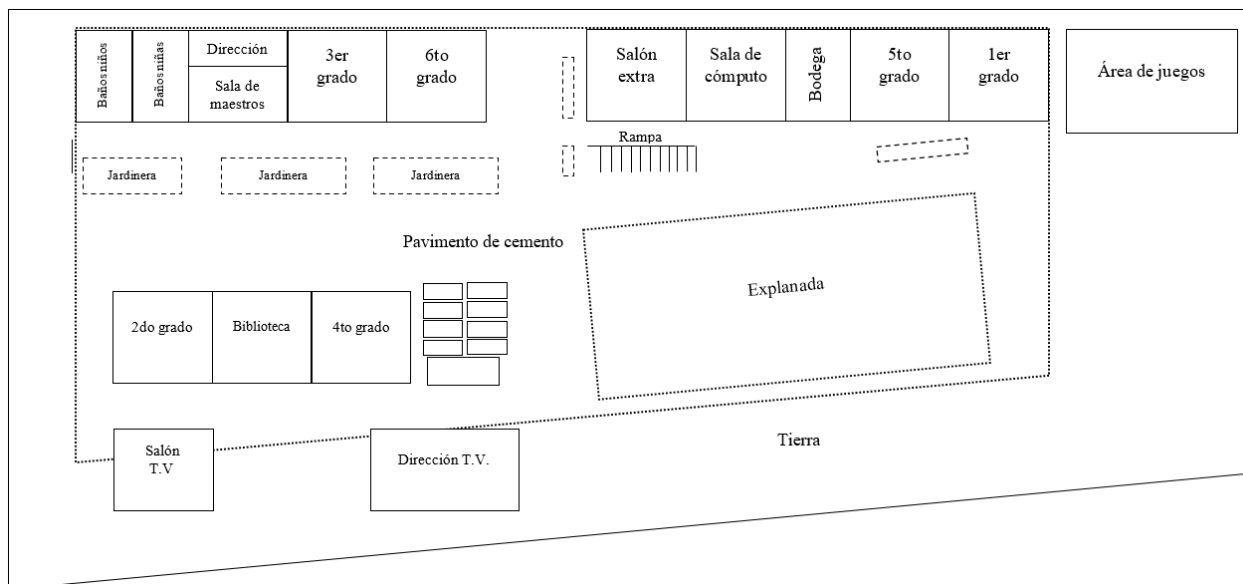 Baños niños
Baños niñas
Dirección
Sala de
maestros
3er
grado
6to
grado
Salón
extra
Sala de
cómputo
Bodega
5to
grado
1er
grado
Área de juegos
Rampa
Jardinera
Jardinera
Jardinera
Pavimento de cemento
Explanada
2do grado
Biblioteca
4to grado
Salón
T.V
Dirección T.V.
Tierra